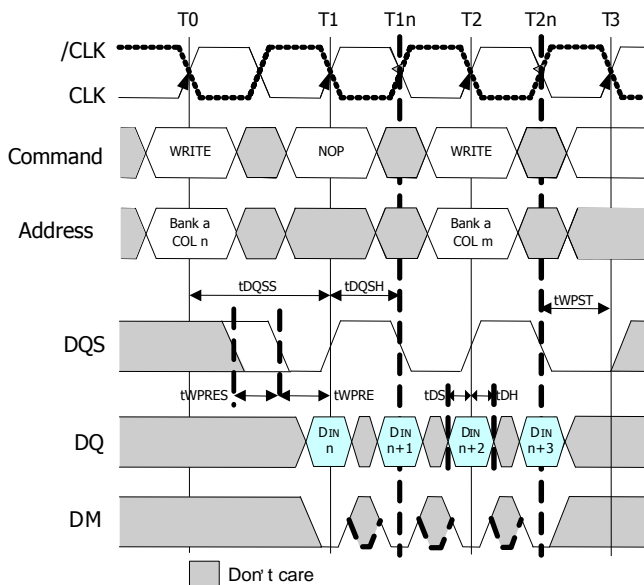 T0 T1 T1n T2 T2n T3
/CLK
CLK
Command WRITE NOP WRITE
Address Bank a COL n Bank a COL m
tDQSS tDQSH tWPST
DQS
tWPRES tWPRE tDS tDH
DQ DIN n DIN n+1 DIN n+2 DIN n+3
DM
Don't care